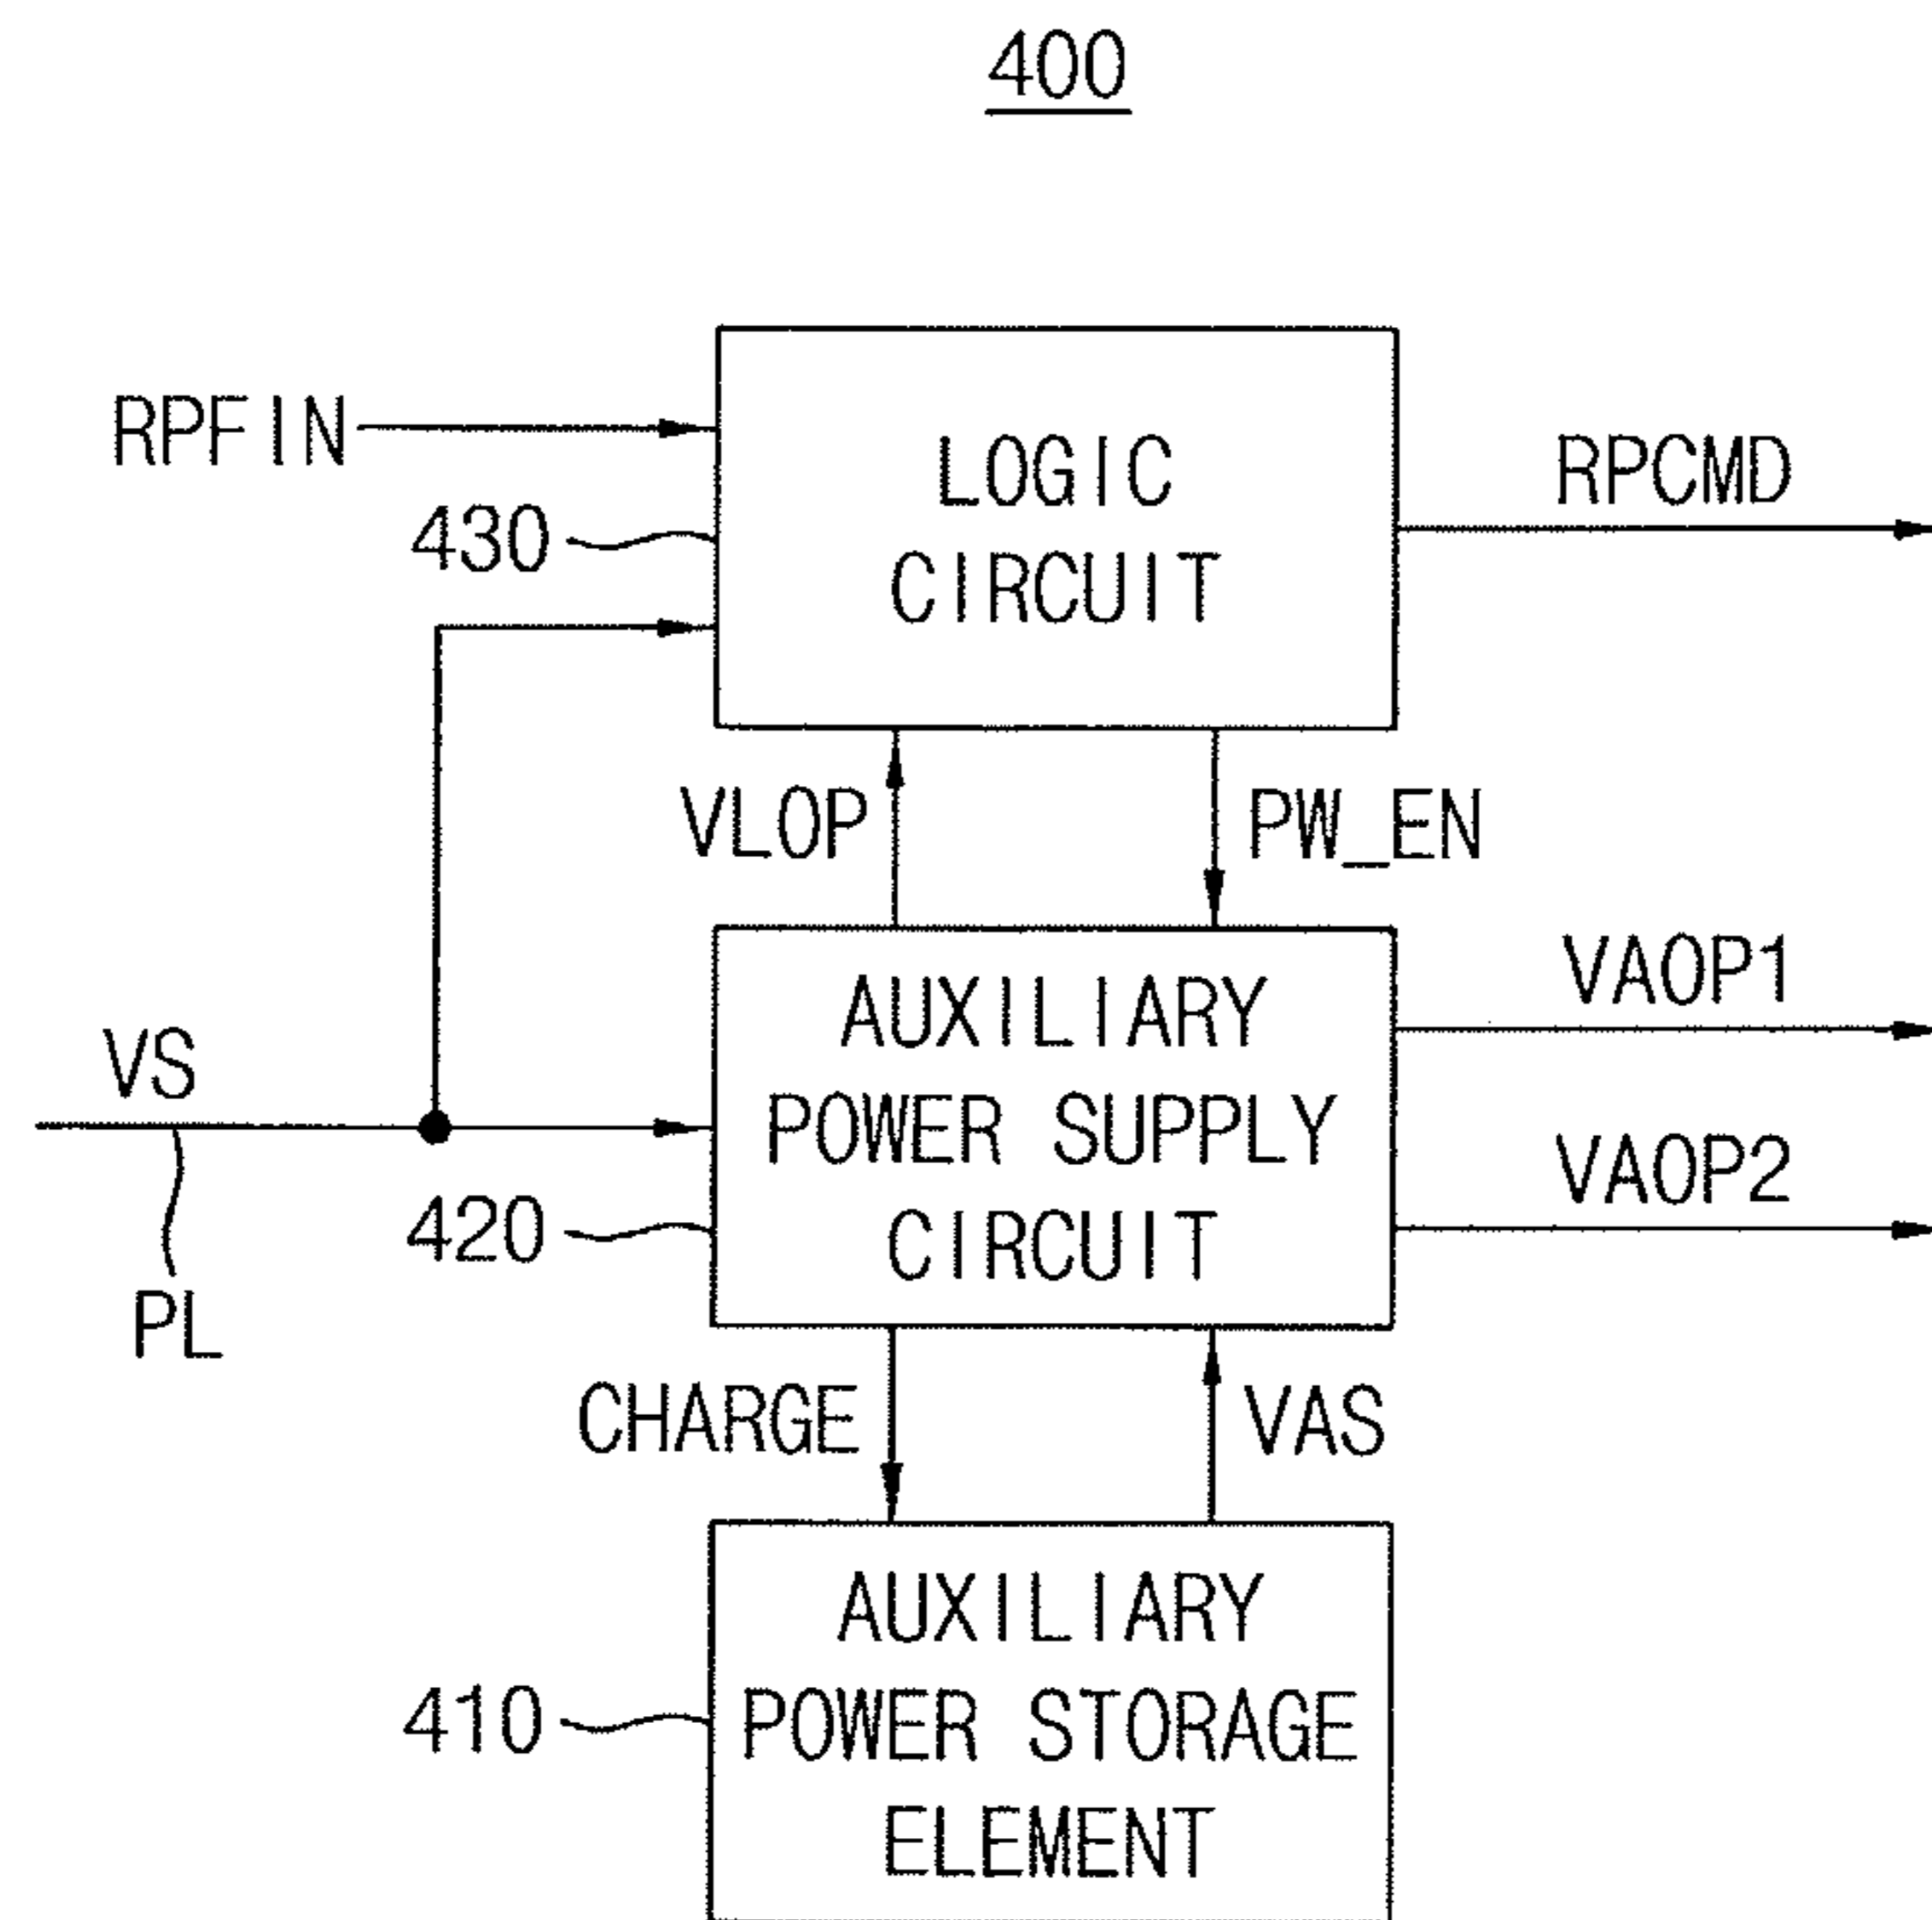 400
RPFIN
LOGIC
CIRCUIT
RPCMD
430
VLOP
PW_EN
VS
AUXILIARY
POWER SUPPLY
CIRCUIT
VAOP1
VAOP2
420
PL
CHARGE
VAS
AUXILIARY
POWER STORAGE
ELEMENT
410